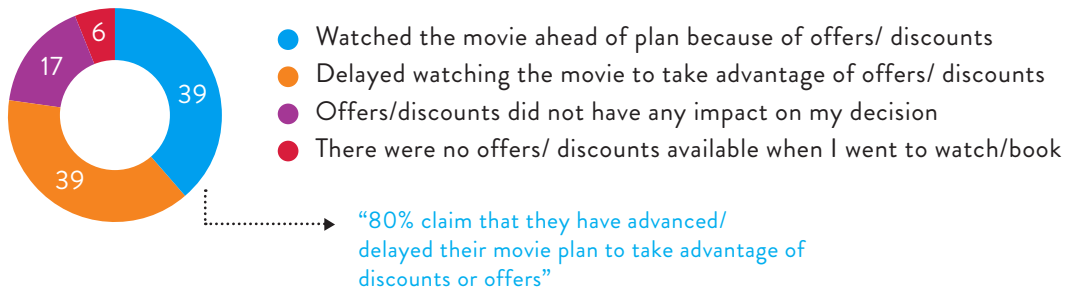 6
17
39
39
Watched the movie ahead of plan because of offers/ discounts
Delayed watching the movie to take advantage of offers/ discounts
Offers/discounts did not have any impact on my decision
There were no offers/ discounts available when I went to watch/book
“80% claim that they have advanced/
delayed their movie plan to take advantage of
discounts or offers”